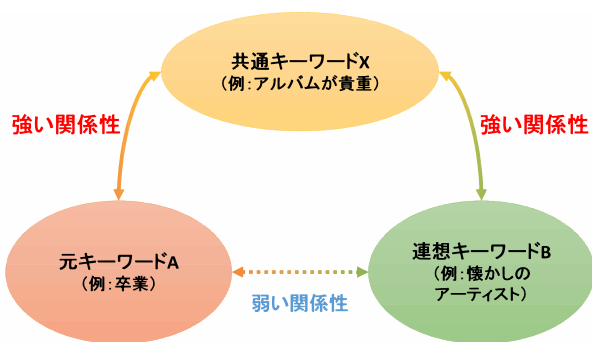 共通キーワードX
（例：アルバムが貴重）
強い関係性
強い関係性
元キーワードA
（例：卒業）
連想キーワードB
（例：懐かしの
アーティスト）
弱い関係性